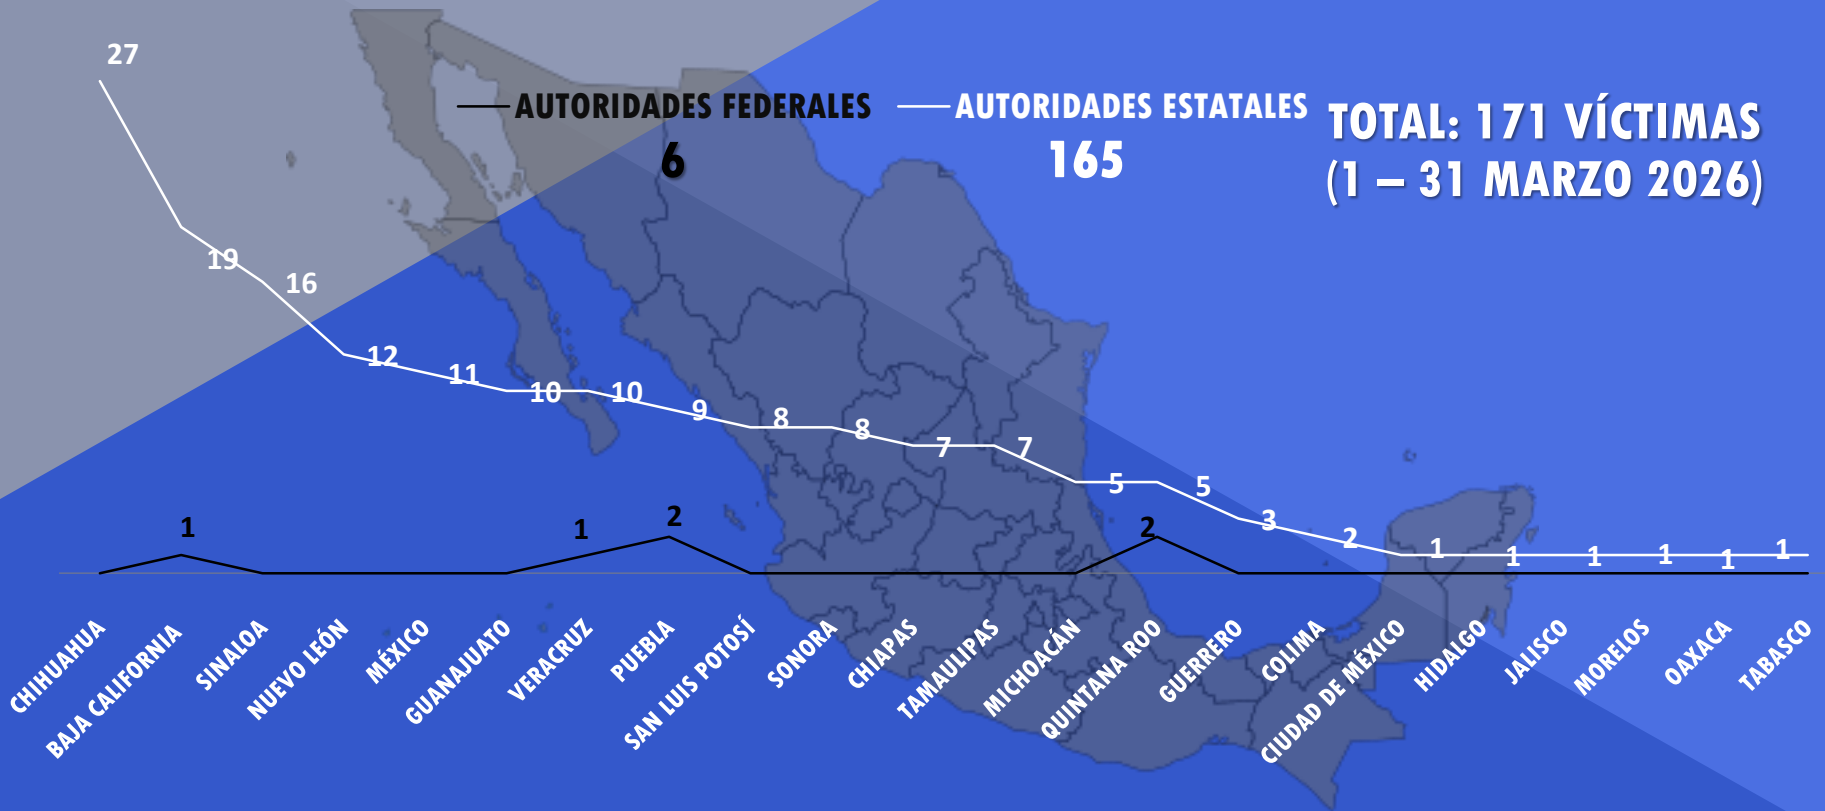 27
AUTORIDADES FEDERALES
6
AUTORIDADES ESTATALES
165
TOTAL: 171 VÍCTIMAS
(1 – 31 MARZO 2026)
19
16
12
11
10
10
9
8
8
7
7
5
5
3
2
1
1
1
1
1
1
1
1
2
2
CHIHUAHUA
BAJA CALIFORNIA
SINALOA
NUEVO LEÓN
MÉXICO
GUANAJUATO
VERACRUZ
PUEBLA
SAN LUIS POTOSÍ
SONORA
CHIAPAS
TAMAULIPAS
MICHOACÁN
QUINTANA ROO
GUERRERO
COLIMA
CIUDAD DE MÉXICO
HIDALGO
JALISCO
MORELOS
OAXACA
TABASCO